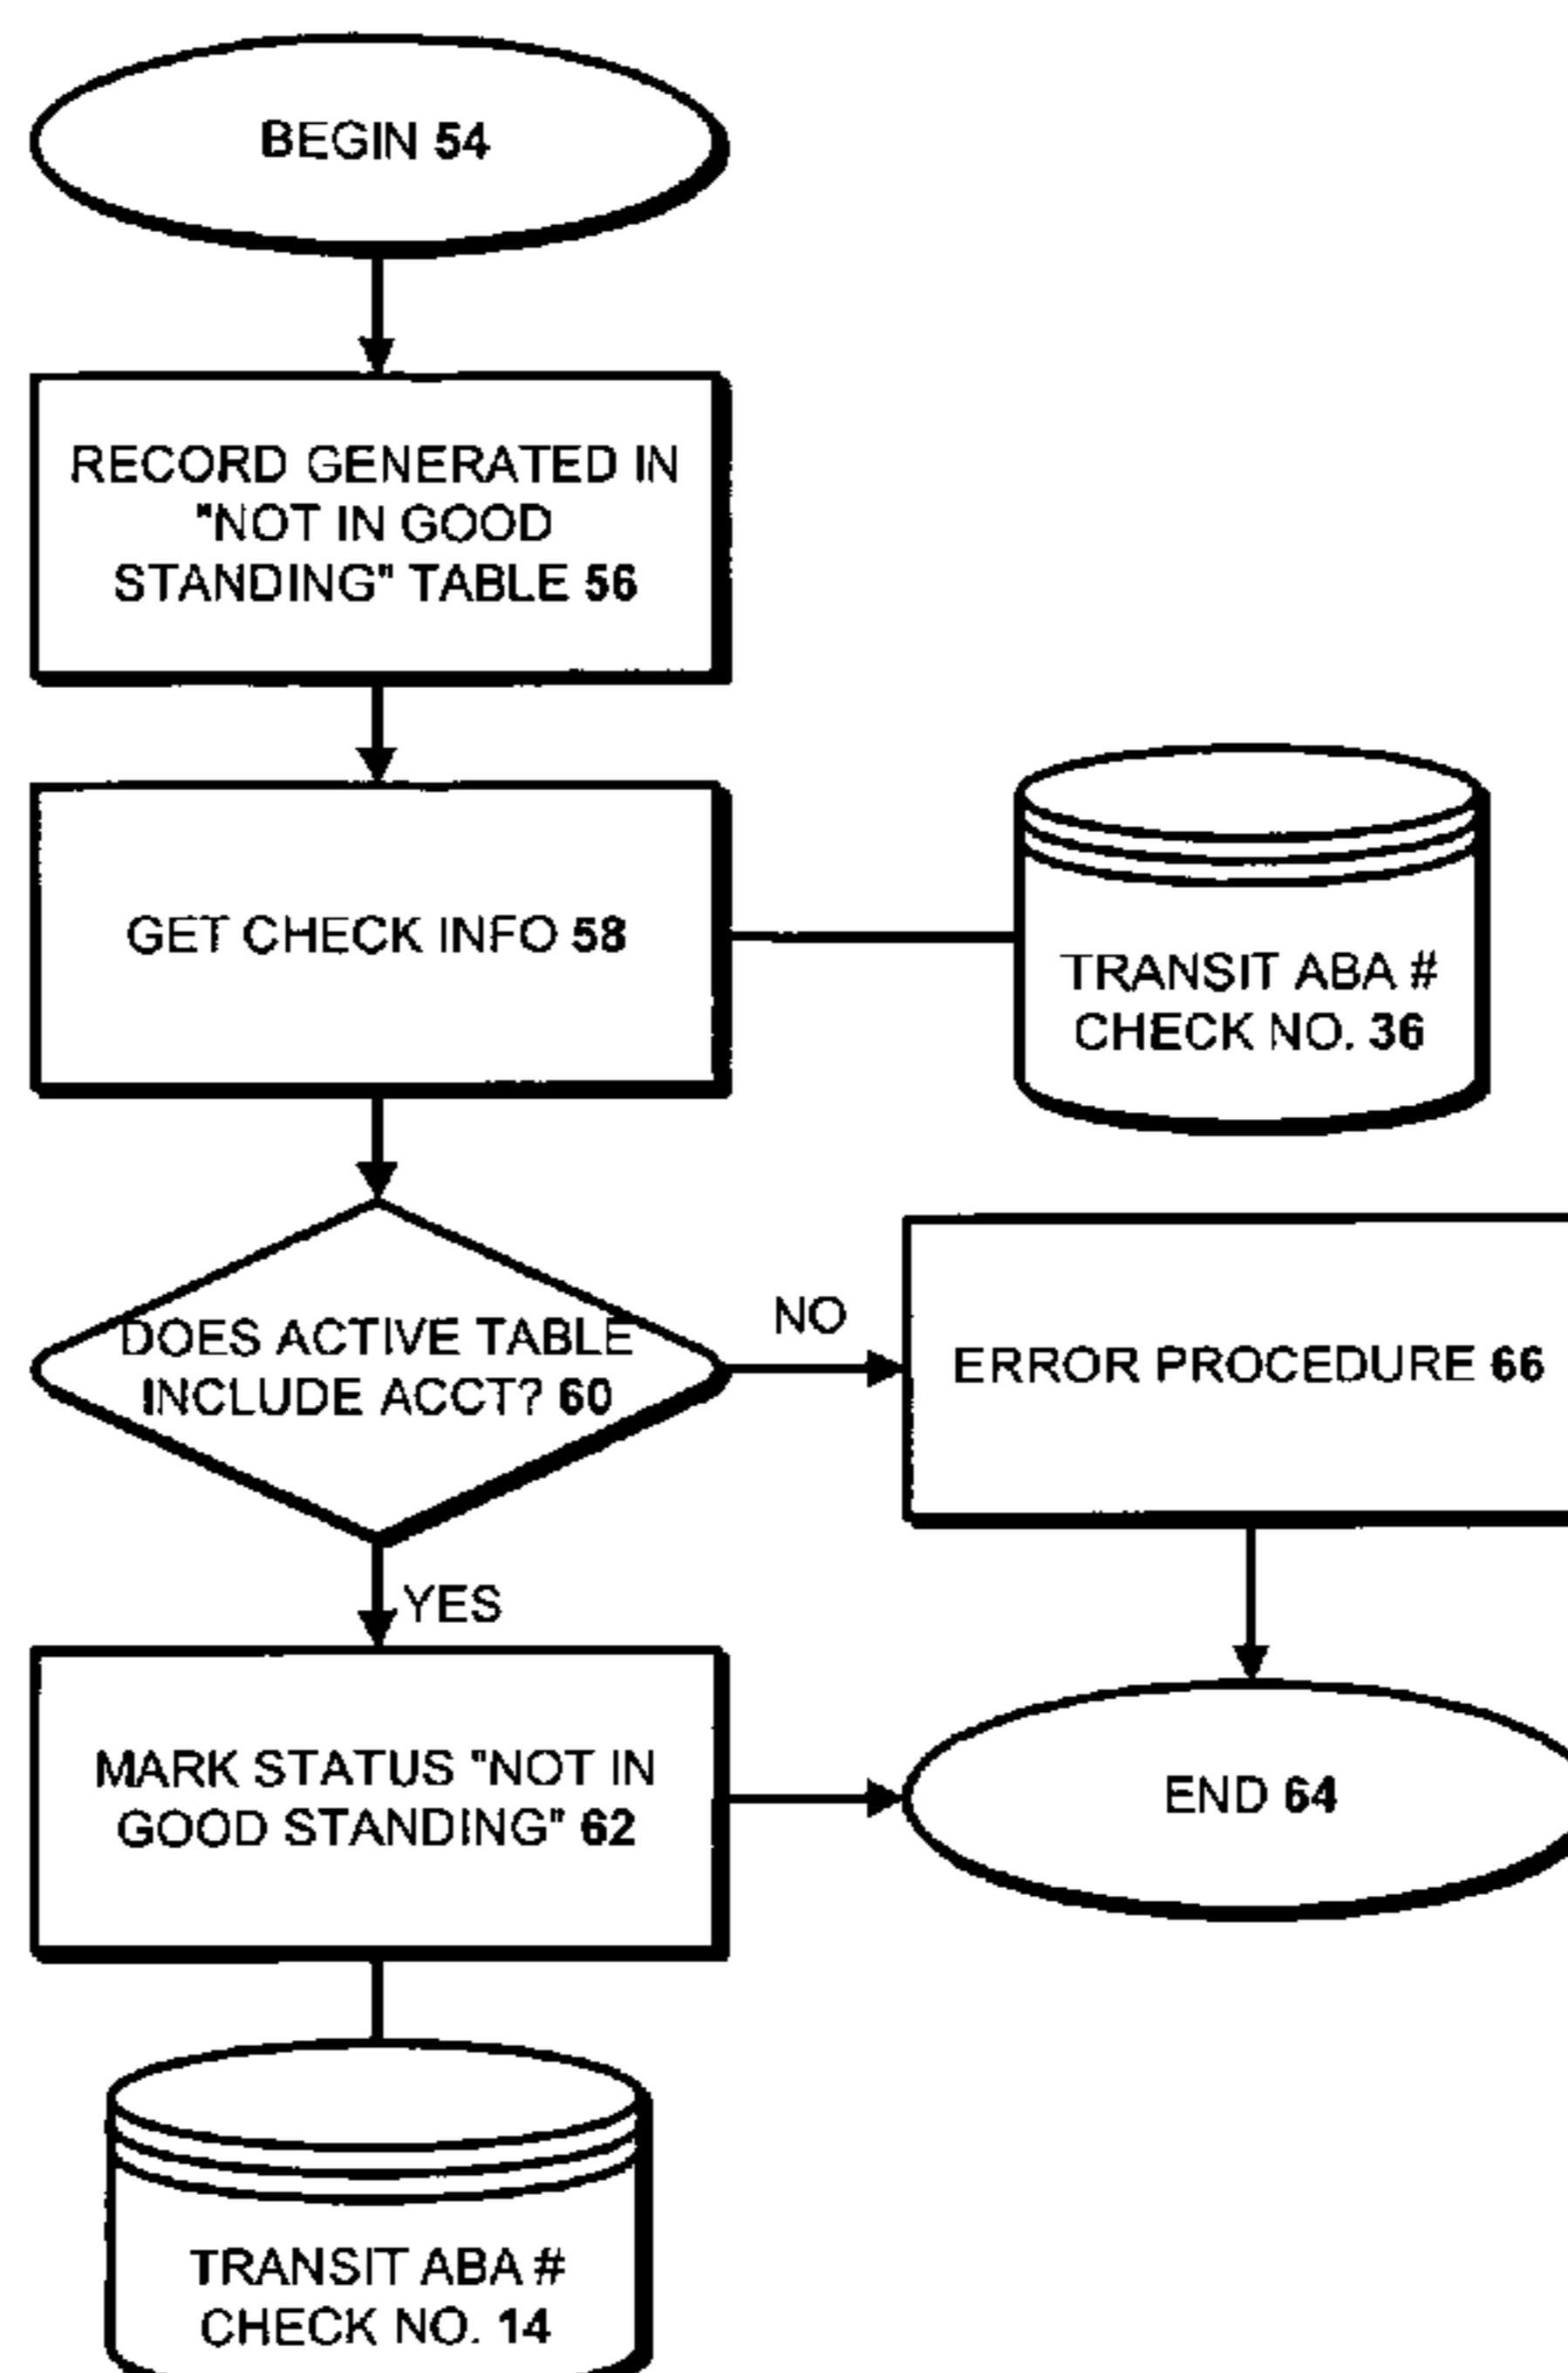 BEGIN 54
RECORD GENERATED IN
"NOT IN GOOD
STANDING" TABLE 56
GET CHECK INFO 58
TRANSIT ABA #
CHECK NO. 36
DOES ACTIVE TABLE
INCLUDE ACCT? 60
NO
ERROR PROCEDURE 66
YES
MARK STATUS "NOT IN
GOOD STANDING" 62
END 64
TRANSIT ABA #
CHECK NO. 14